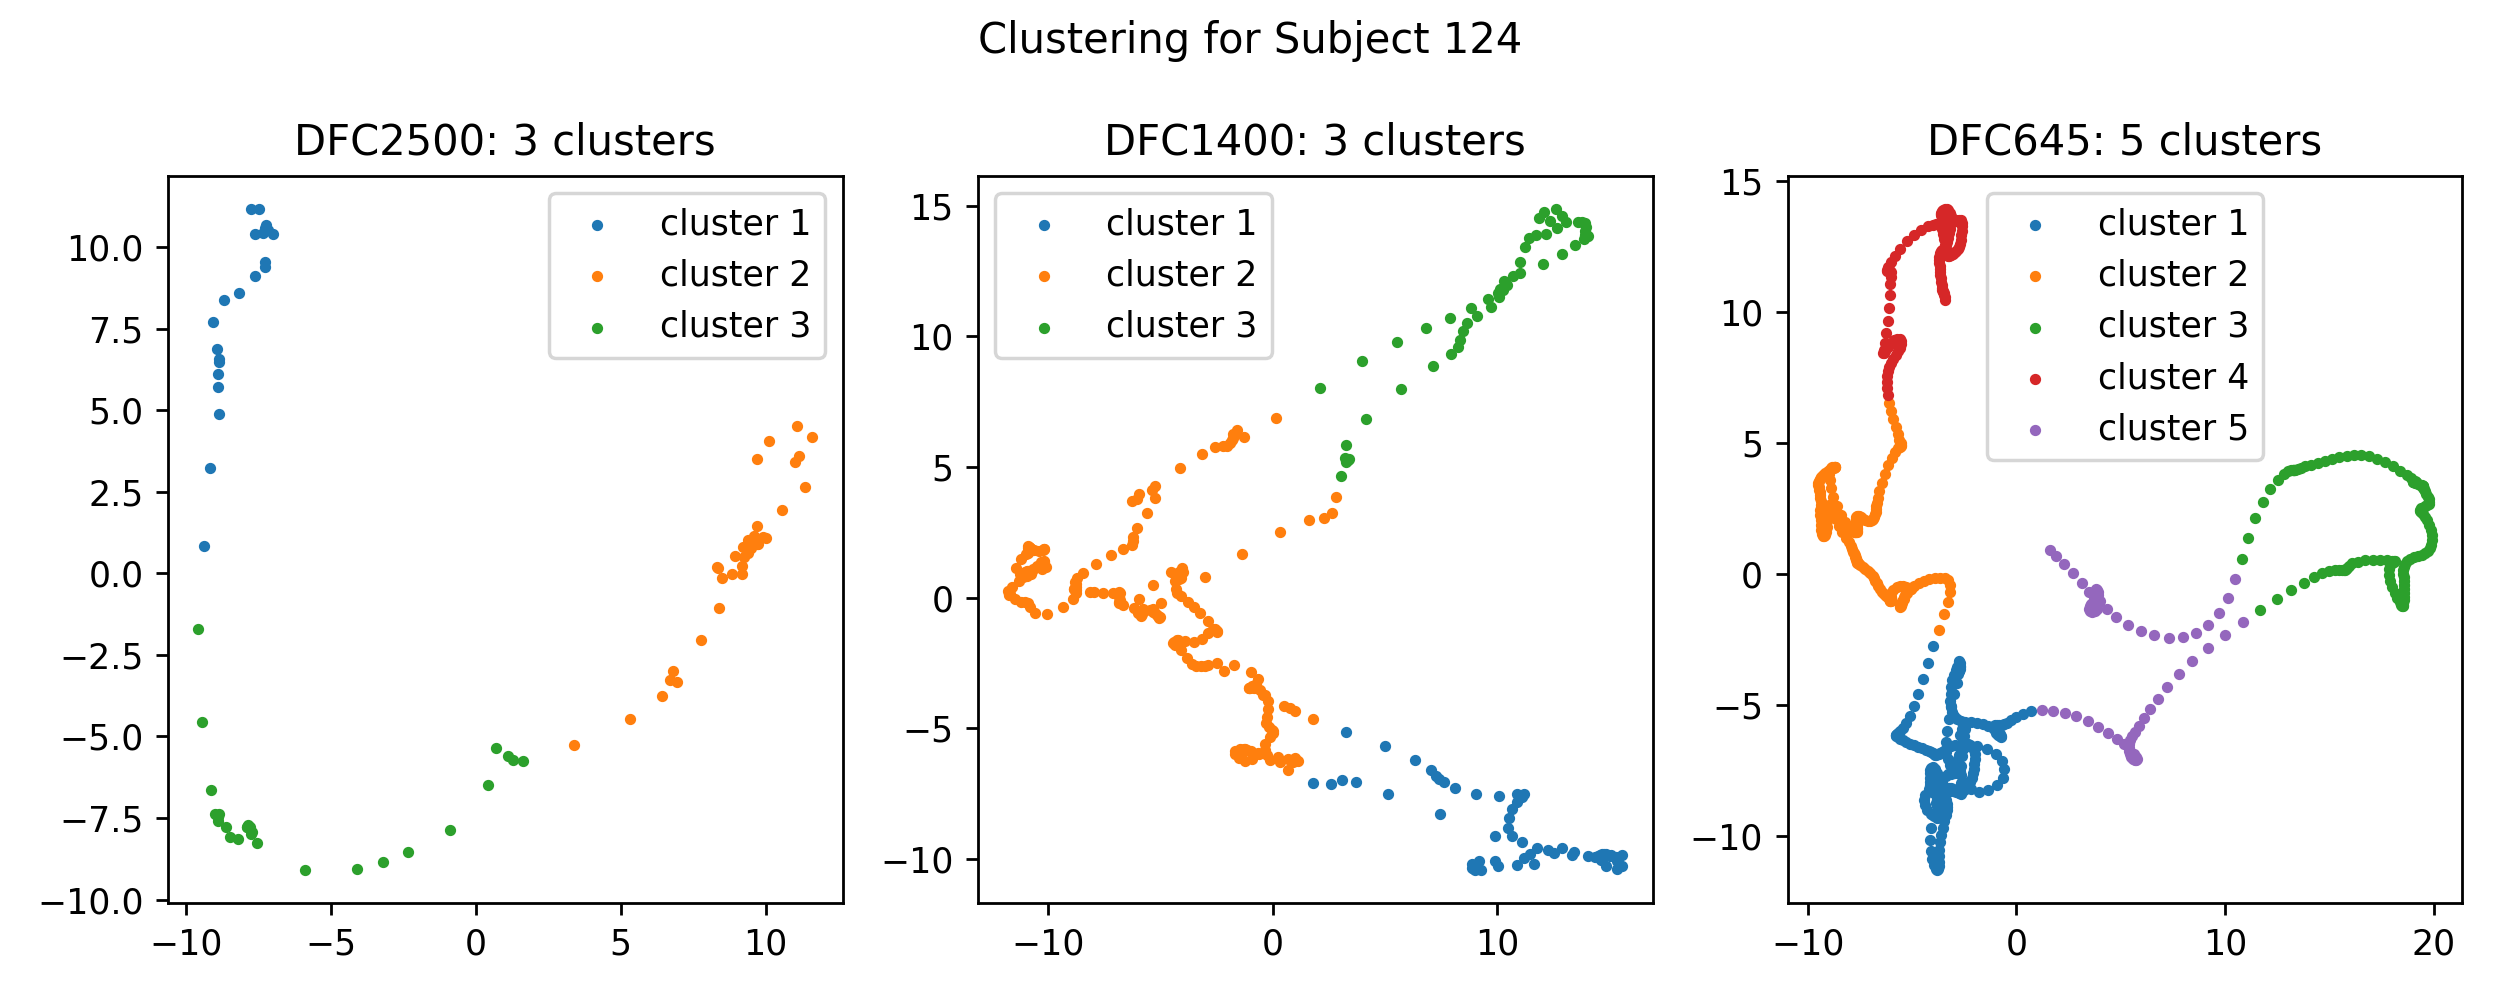 Clustering for Subject 124
DFC2500: 3 clusters
cluster 1
cluster 2
cluster 3
10.0
7.5
5.0
2.5
0.0
−2.5
−5.0
−7.5
−10.0
−10
−5
0
5
10
DFC1400: 3 clusters
cluster 1
cluster 2
cluster 3
15
10
5
0
−5
−10
−10
0
10
DFC645: 5 clusters
cluster 1
cluster 2
cluster 3
cluster 4
cluster 5
15
10
5
0
−5
−10
−10
0
10
20